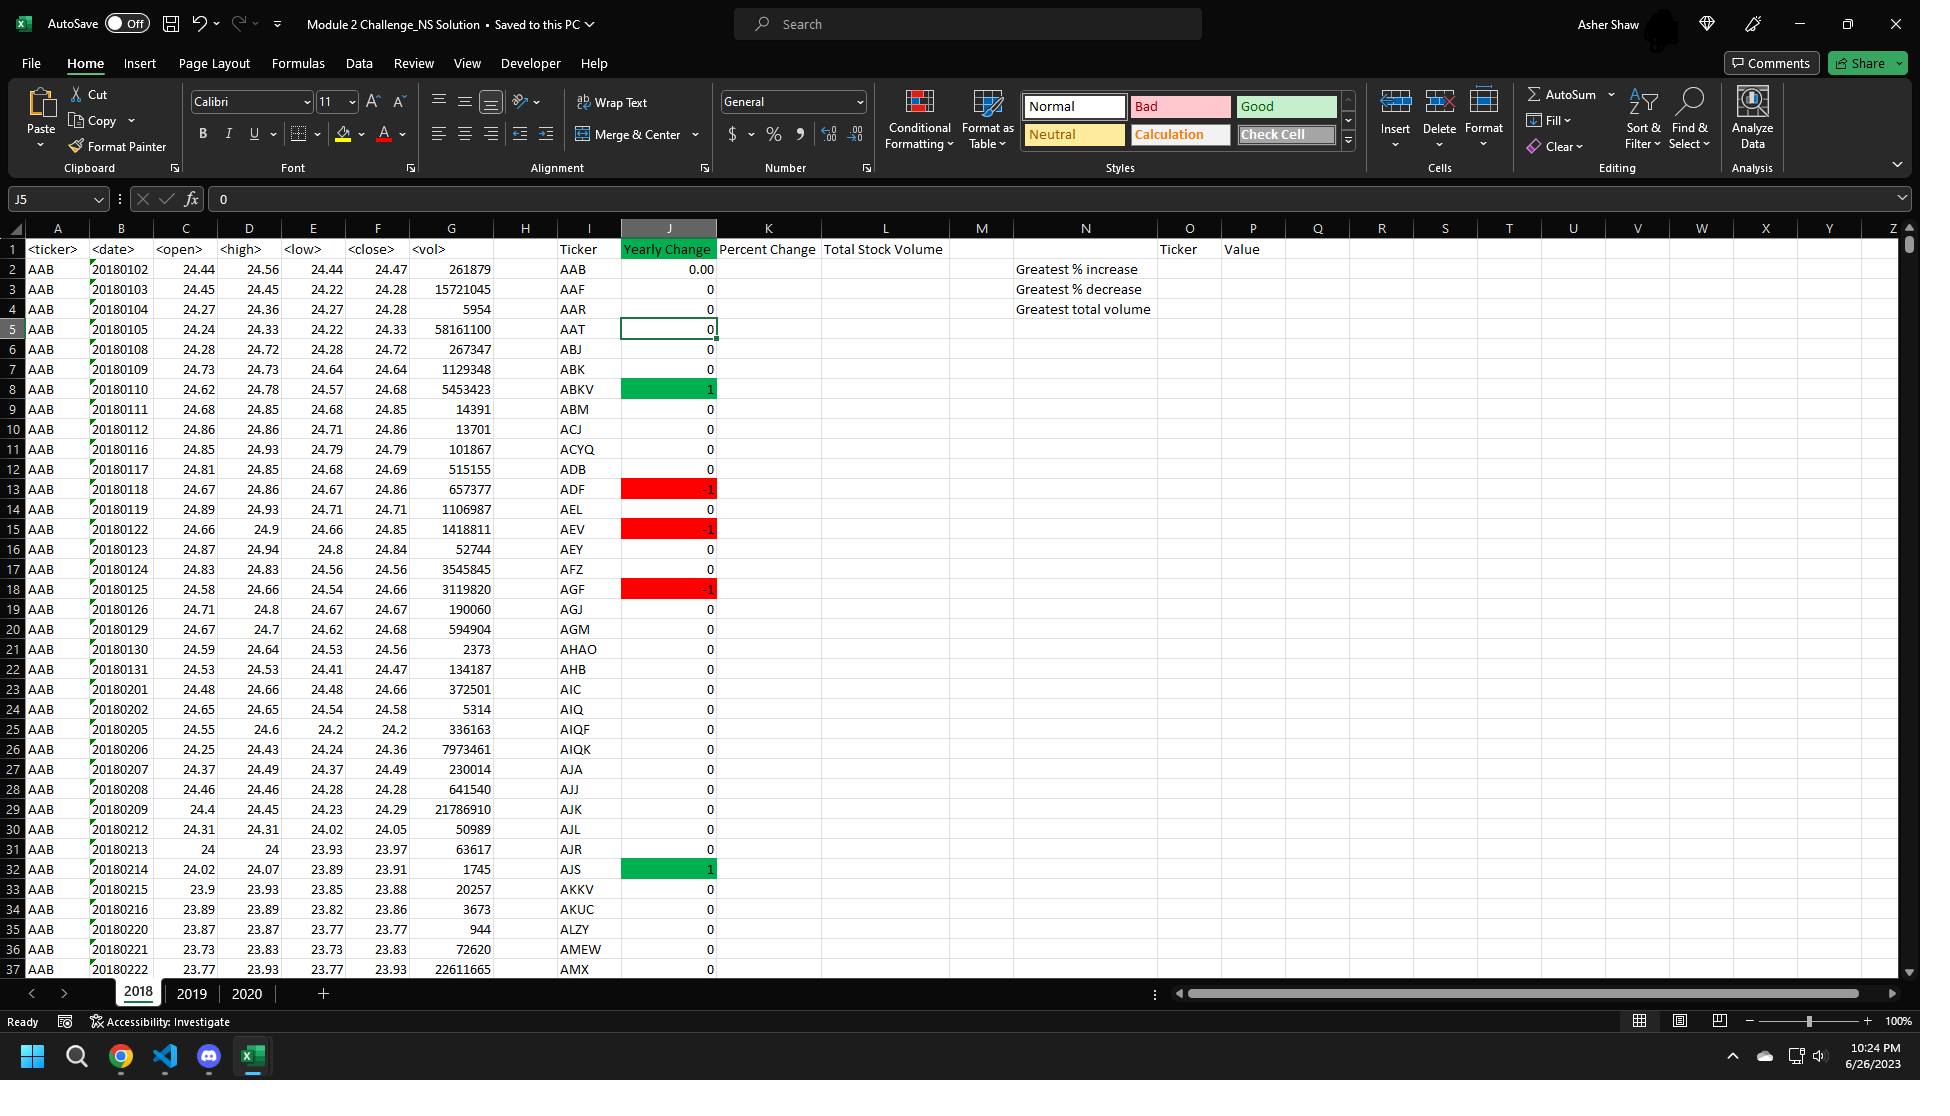 AutoSave Off Module 2 Challenge_NS Solution • Saved to this PC Search Asher Shaw
File Home Insert Page Layout Formulas Data Review View Developer Help Comments Share
Cut Calibri 11 Wrap Text General Normal Bad Good AutoSum
Paste Copy Conditional Formatting Format as Table Insert Delete Format Fill Sort & Filter Find & Select Analyze Data
Format Painter B I U A Merge & Center $ % Neutral Calculation Check Cell Clear
Clipboard Font Alignment Number Styles Cells Editing Analysis
J5 fx 0
A B C D E F G H I J K L M N O P Q R S T U V W X Y Z
1 <ticker> <date> <open> <high> <low> <close> <vol> Ticker Yearly Change Percent Change Total Stock Volume Ticker Value
2 AAB 20180102 24.44 24.56 24.44 24.47 261879 AAB 0.00 Greatest % increase
3 AAB 20180103 24.45 24.45 24.22 24.28 15721045 AAF 0 Greatest % decrease
4 AAB 20180104 24.27 24.36 24.27 24.28 5954 AAR 0 Greatest total volume
5 AAB 20180105 24.24 24.33 24.22 24.33 58161100 AAT 0
6 AAB 20180108 24.28 24.72 24.28 24.72 267347 ABJ 0
7 AAB 20180109 24.73 24.73 24.64 24.64 1129348 ABK 0
8 AAB 20180110 24.62 24.78 24.57 24.68 5453423 ABKV 1
9 AAB 20180111 24.68 24.85 24.68 24.85 14391 ABM 0
10 AAB 20180112 24.86 24.86 24.71 24.86 13701 ACJ 0
11 AAB 20180116 24.85 24.93 24.79 24.79 101867 ACYQ 0
12 AAB 20180117 24.81 24.85 24.68 24.69 515155 ADB 0
13 AAB 20180118 24.67 24.86 24.67 24.86 657377 ADF -1
14 AAB 20180119 24.89 24.93 24.71 24.71 1106987 AEL 0
15 AAB 20180122 24.66 24.9 24.66 24.85 1418811 AEV -1
16 AAB 20180123 24.87 24.94 24.8 24.84 52744 AEY 0
17 AAB 20180124 24.83 24.83 24.56 24.56 3545845 AFZ 0
18 AAB 20180125 24.58 24.66 24.54 24.66 3119820 AGF -1
19 AAB 20180126 24.71 24.8 24.67 24.67 190060 AGJ 0
20 AAB 20180129 24.67 24.7 24.62 24.68 594904 AGM 0
21 AAB 20180130 24.59 24.64 24.53 24.56 2373 AHAO 0
22 AAB 20180131 24.53 24.53 24.41 24.47 134187 AHB 0
23 AAB 20180201 24.48 24.66 24.48 24.66 372501 AIC 0
24 AAB 20180202 24.65 24.65 24.54 24.58 5314 AIQ 0
25 AAB 20180205 24.55 24.6 24.2 24.2 336163 AIQF 0
26 AAB 20180206 24.25 24.43 24.24 24.36 7973461 AIQK 0
27 AAB 20180207 24.37 24.49 24.37 24.49 230014 AJA 0
28 AAB 20180208 24.46 24.46 24.28 24.28 641540 AJJ 0
29 AAB 20180209 24.4 24.45 24.23 24.29 21786910 AJK 0
30 AAB 20180212 24.31 24.31 24.02 24.05 50989 AJL 0
31 AAB 20180213 24 24 23.93 23.97 63617 AJR 0
32 AAB 20180214 24.02 24.07 23.89 23.91 1745 AJS 1
33 AAB 20180215 23.9 23.93 23.85 23.88 20257 AKKV 0
34 AAB 20180216 23.89 23.89 23.82 23.86 3673 AKUC 0
35 AAB 20180220 23.87 23.87 23.77 23.77 944 ALZY 0
36 AAB 20180221 23.73 23.83 23.73 23.83 72620 AMEW 0
37 AAB 20180222 23.77 23.93 23.77 23.93 22611665 AMX 0
2018 2019 2020
Ready Accessibility: Investigate 100%
10:24 PM
6/26/2023